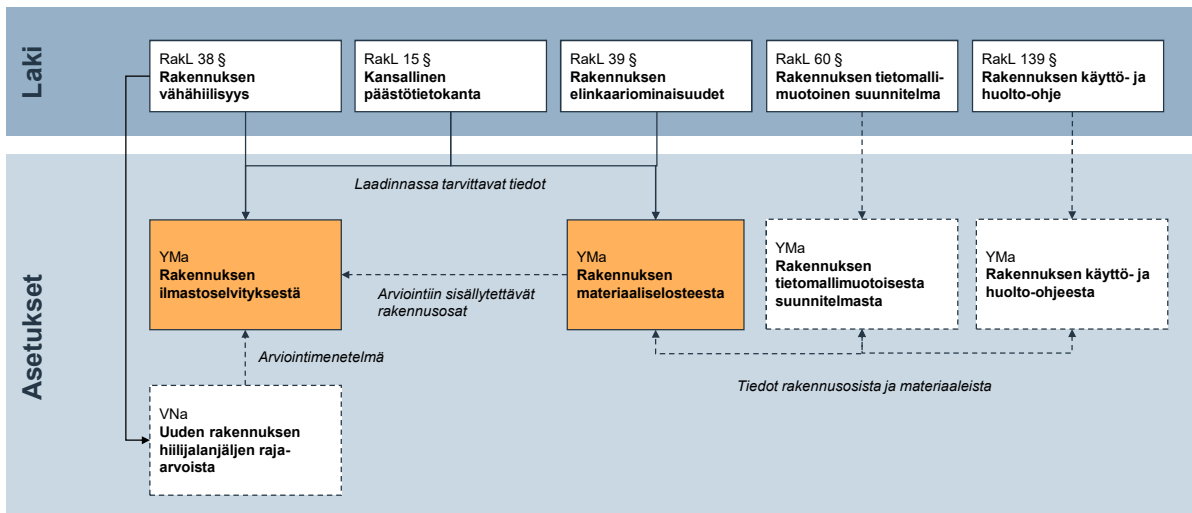 Laki
RakL 38 §
Rakennuksen
vähähiilisyys
RakL 15 §
Kansallinen
päästötietokanta
RakL 39 §
Rakennuksen
elinkaariominaisuudet
RakL 60 §
Rakennuksen tietomalli-
muotoinen suunnitelma
RakL 139 §
Rakennuksen käyttö- ja
huolto-ohje
Asetukset
Laadinnassa tarvittavat tiedot
YMa
Rakennuksen
ilmastoselvityksestä
Arviointiin sisällytettävät
rakennusosat
YMa
Rakennuksen
materiaaliselosteesta
YMa
Rakennuksen
tietomallimuotoisesta
suunnitelmasta
YMa
Rakennuksen käyttö- ja
huolto-ohjeesta
Arviointimenetelmä
Tiedot rakennusosista ja materiaaleista
VNa
Uuden rakennuksen
hiilijalanjäljen raja-
arvoista